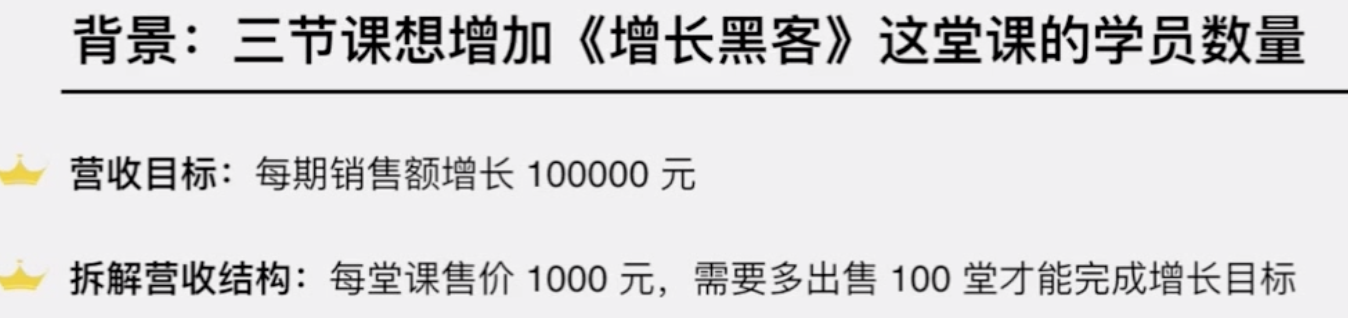 背景：三节课想增加《增长黑客》这堂课的学员数量
营收目标：每期销售额增长 100000 元
拆解营收结构：每堂课售价 1000 元，需要多出售 100 堂才能完成增长目标